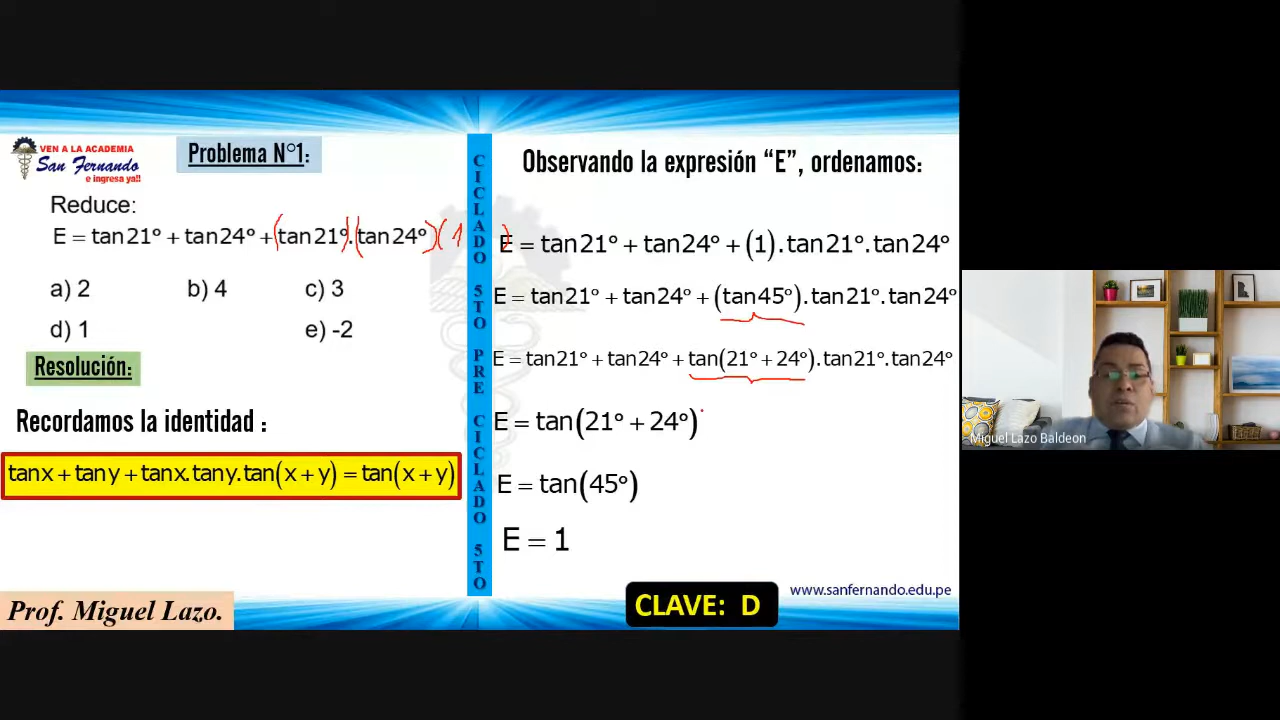 VEN A LA ACADEMIA
San Fernando
e ingresa ya!!
Problema N°1:
Reduce:
E = tan21° + tan24° + (tan21°).(tan24°)(1)
a) 2 b) 4 c) 3
d) 1 e) -2
Resolución:
Recordamos la identidad :
tanx + tany + tanx.tany.tan(x + y) = tan(x + y)
Prof. Miguel Lazo.
CICLADO 5TO PRE CICLADO 5TO
Observando la expresión “E”, ordenamos:
E = tan21° + tan24° + (1).tan21°.tan24°
E = tan21° + tan24° + (tan45°).tan21°.tan24°
E = tan21° + tan24° + tan(21° + 24°).tan21°.tan24°
E = tan(21° + 24°)
E = tan(45°)
E = 1
www.sanfernando.edu.pe
CLAVE: D
Miguel Lazo Baldeon